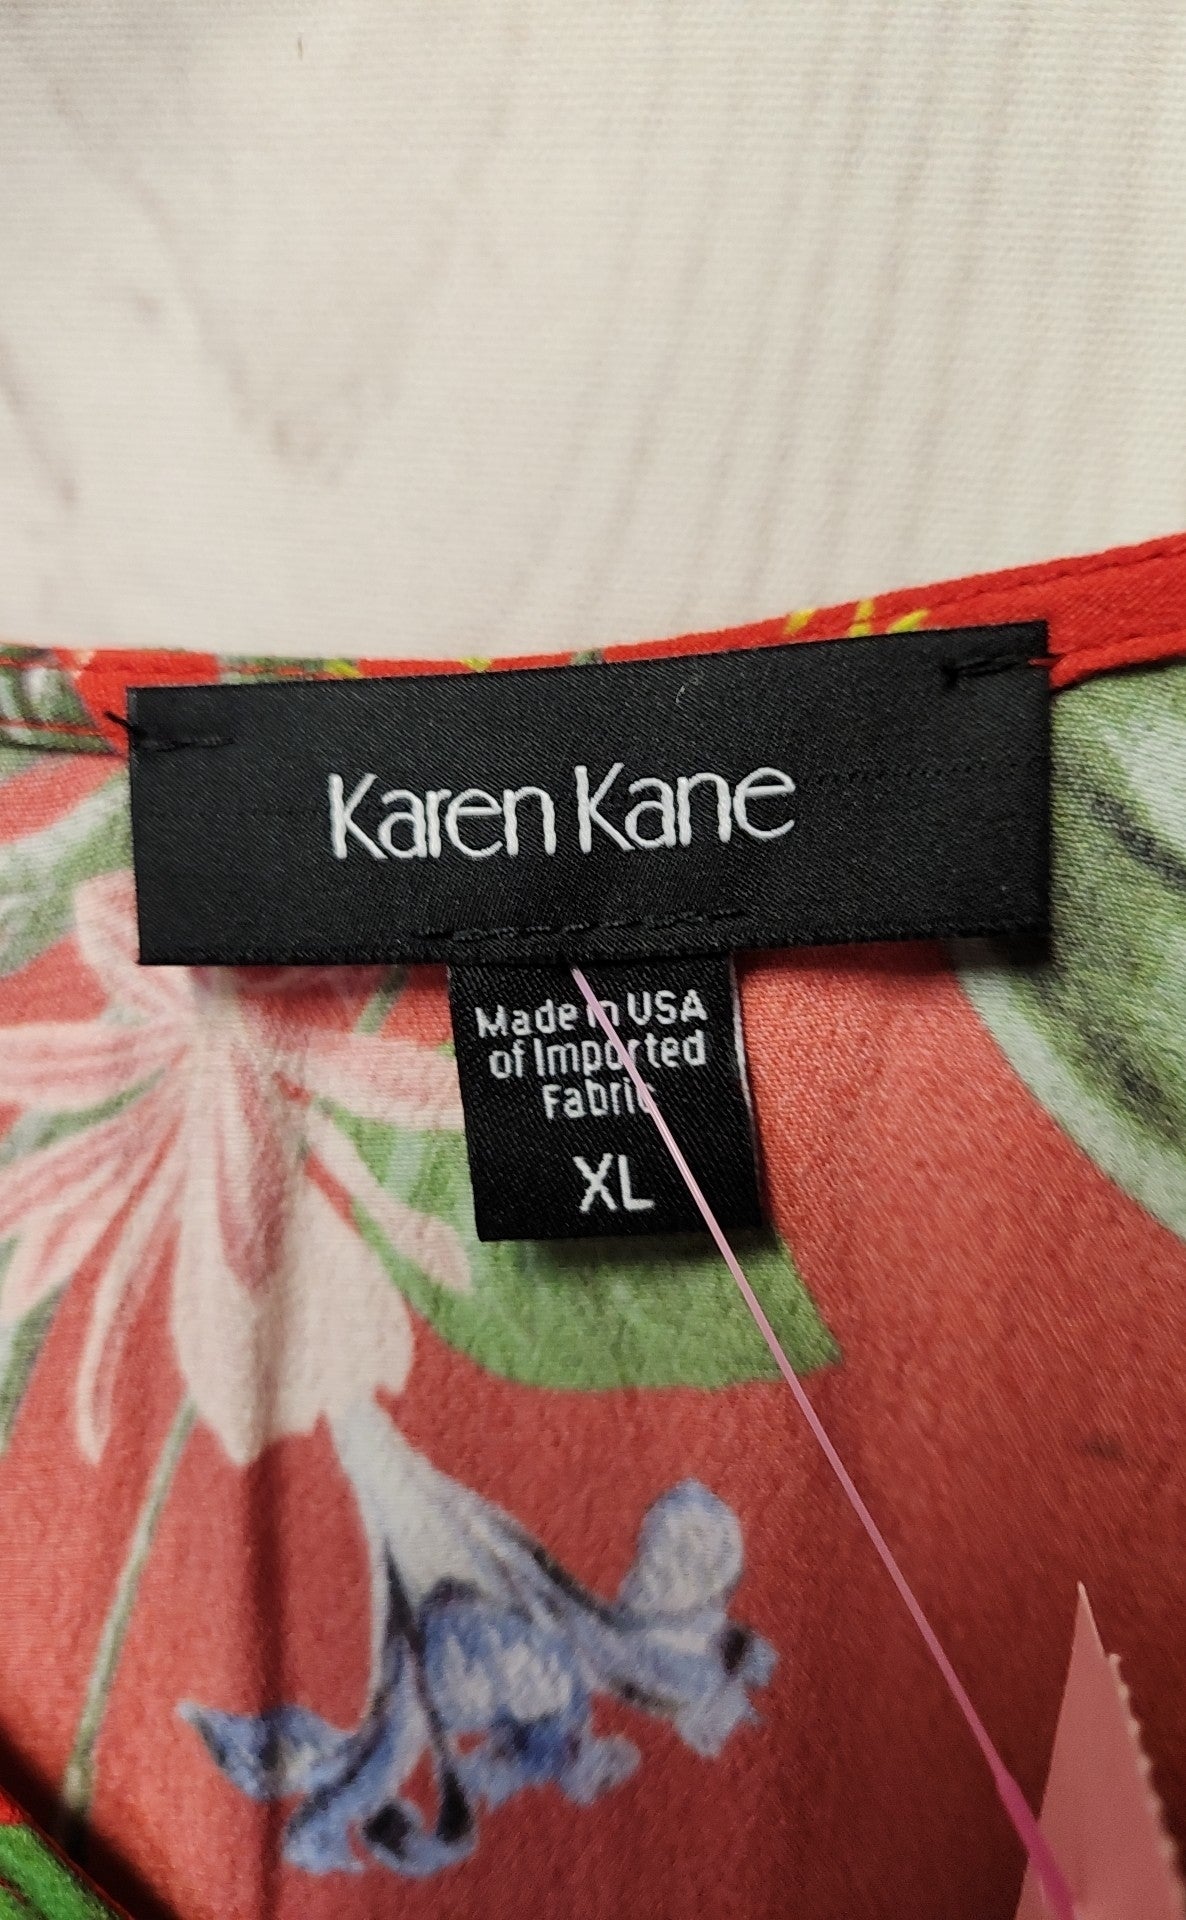 Karen Kane
Made in USA
of Imported
Fabric
XL